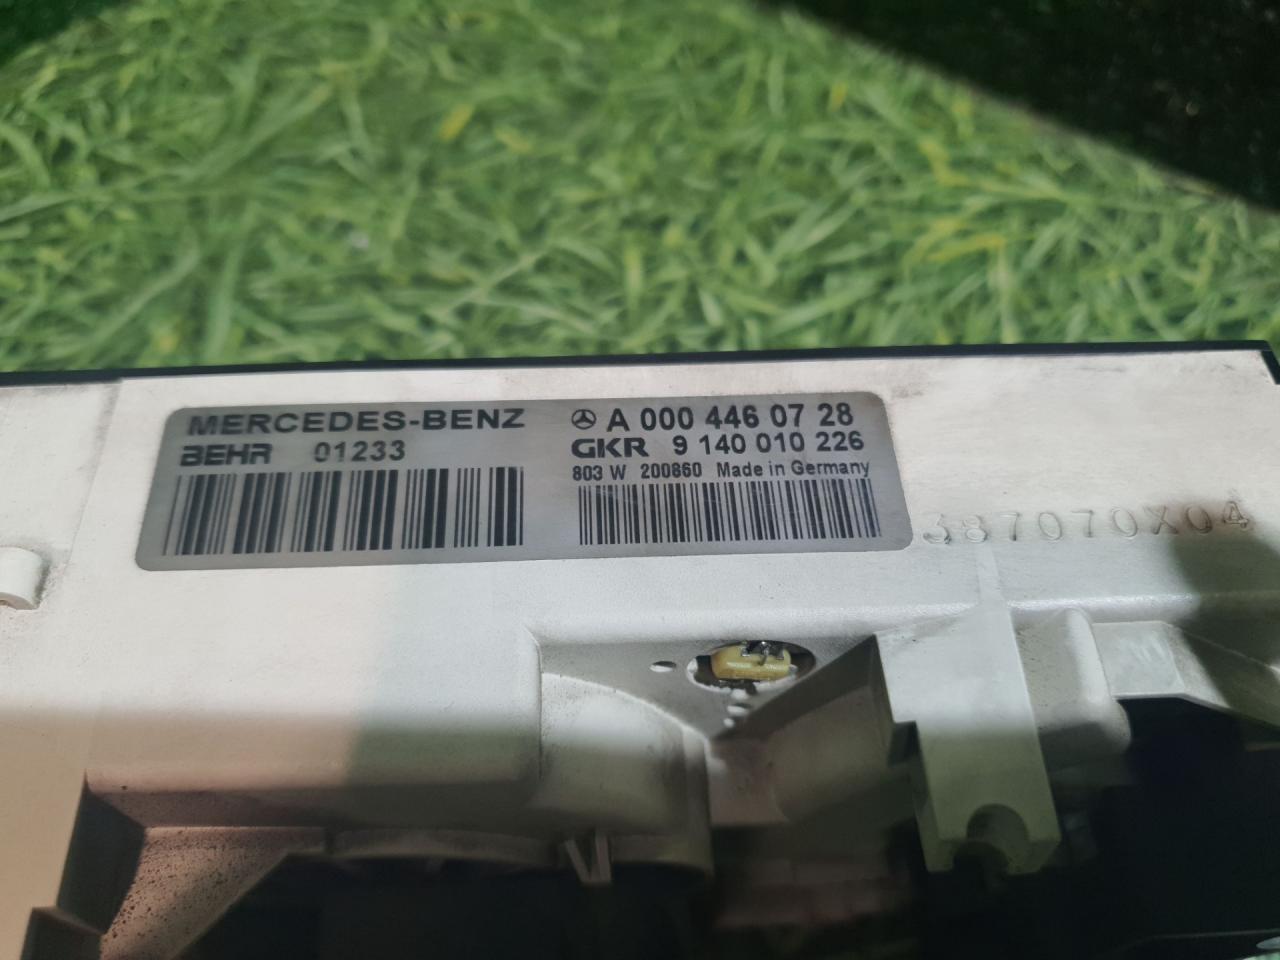 MERCEDES-BENZ A 000 446 07 28
BEHR 01233 GKR 9 140 010 226
803 W 200860 Made in Germany
387070X04